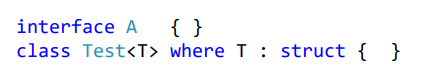 interface A   { }
class Test<T> where T : struct {  }